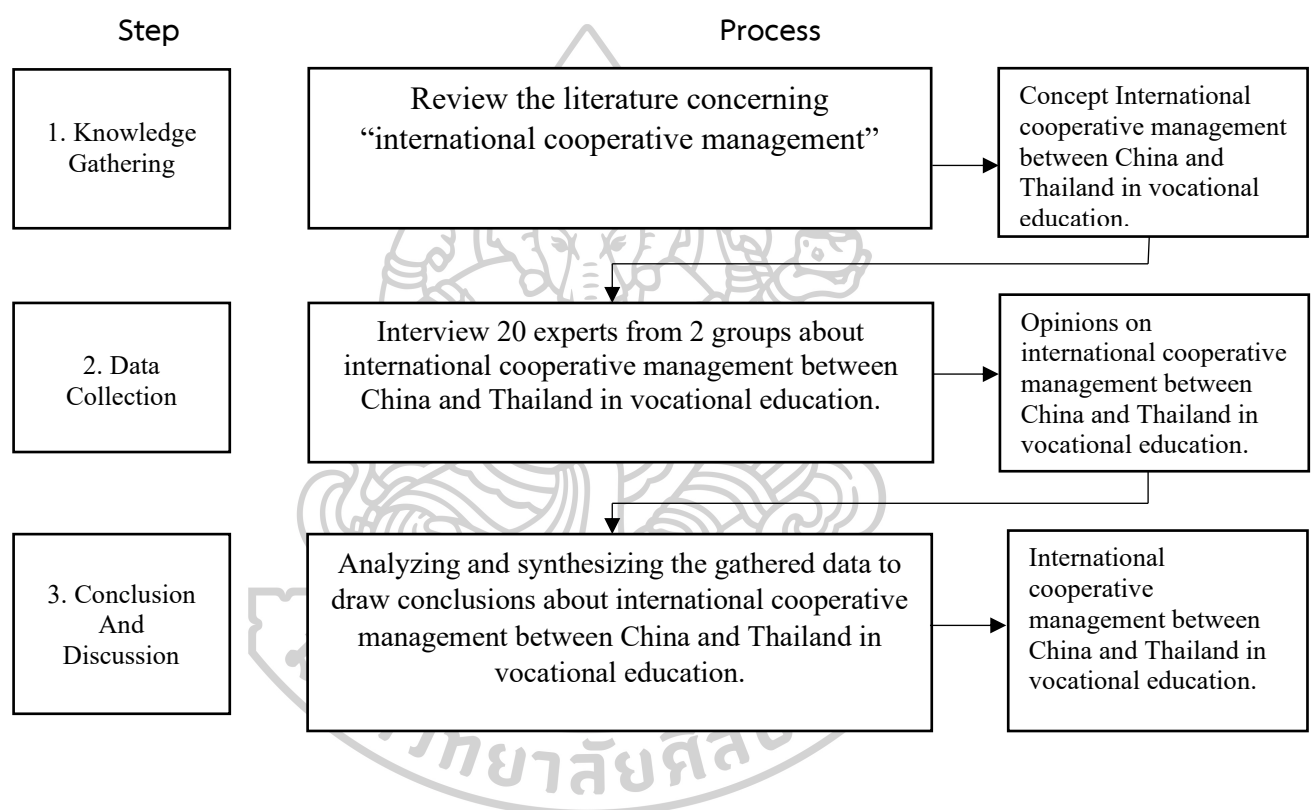 Step
Process
1. Knowledge
Gathering
Review the literature concerning
“international cooperative management”
Concept International
cooperative management
between China and
Thailand in vocational
education.
2. Data
Collection
Interview 20 experts from 2 groups about
international cooperative management between
China and Thailand in vocational education.
Opinions on
international cooperative
management between
China and Thailand in
vocational education.
3. Conclusion
And
Discussion
Analyzing and synthesizing the gathered data to
draw conclusions about international cooperative
management between China and Thailand in
vocational education.
International
cooperative
management between
China and Thailand in
vocational education.